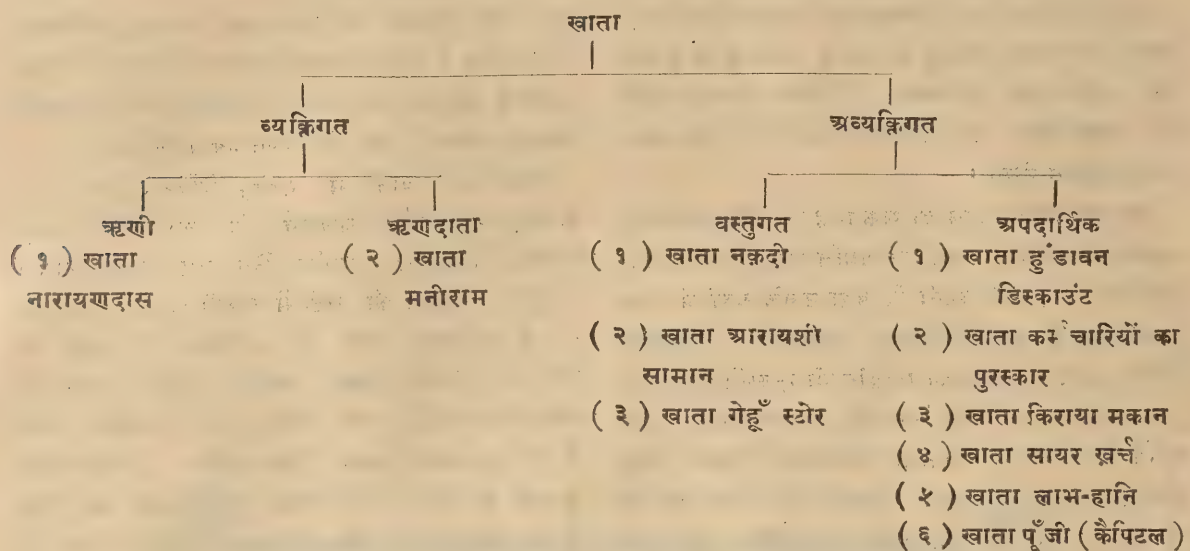 खाता
व्यक्तिगत
अव्यक्तिगत
ऋणी
(१) खाता
नारायणदास
ऋणदाता
(२) खाता
मनीराम
वस्तुगत
(१) खाता नक़दी
(२) खाता आरायशी
सामान
(३) खाता गेहूँ स्टोर
अपदार्थिक
(१) खाता हुंडावन
डिस्काउंट
(२) खाता कर्मचारियों का
पुरस्कार
(३) खाता किराया मकान
(४) खाता सायर ख़र्च
(५) खाता लाभ-हानि
(६) खाता पूँजी (कैपिटल)